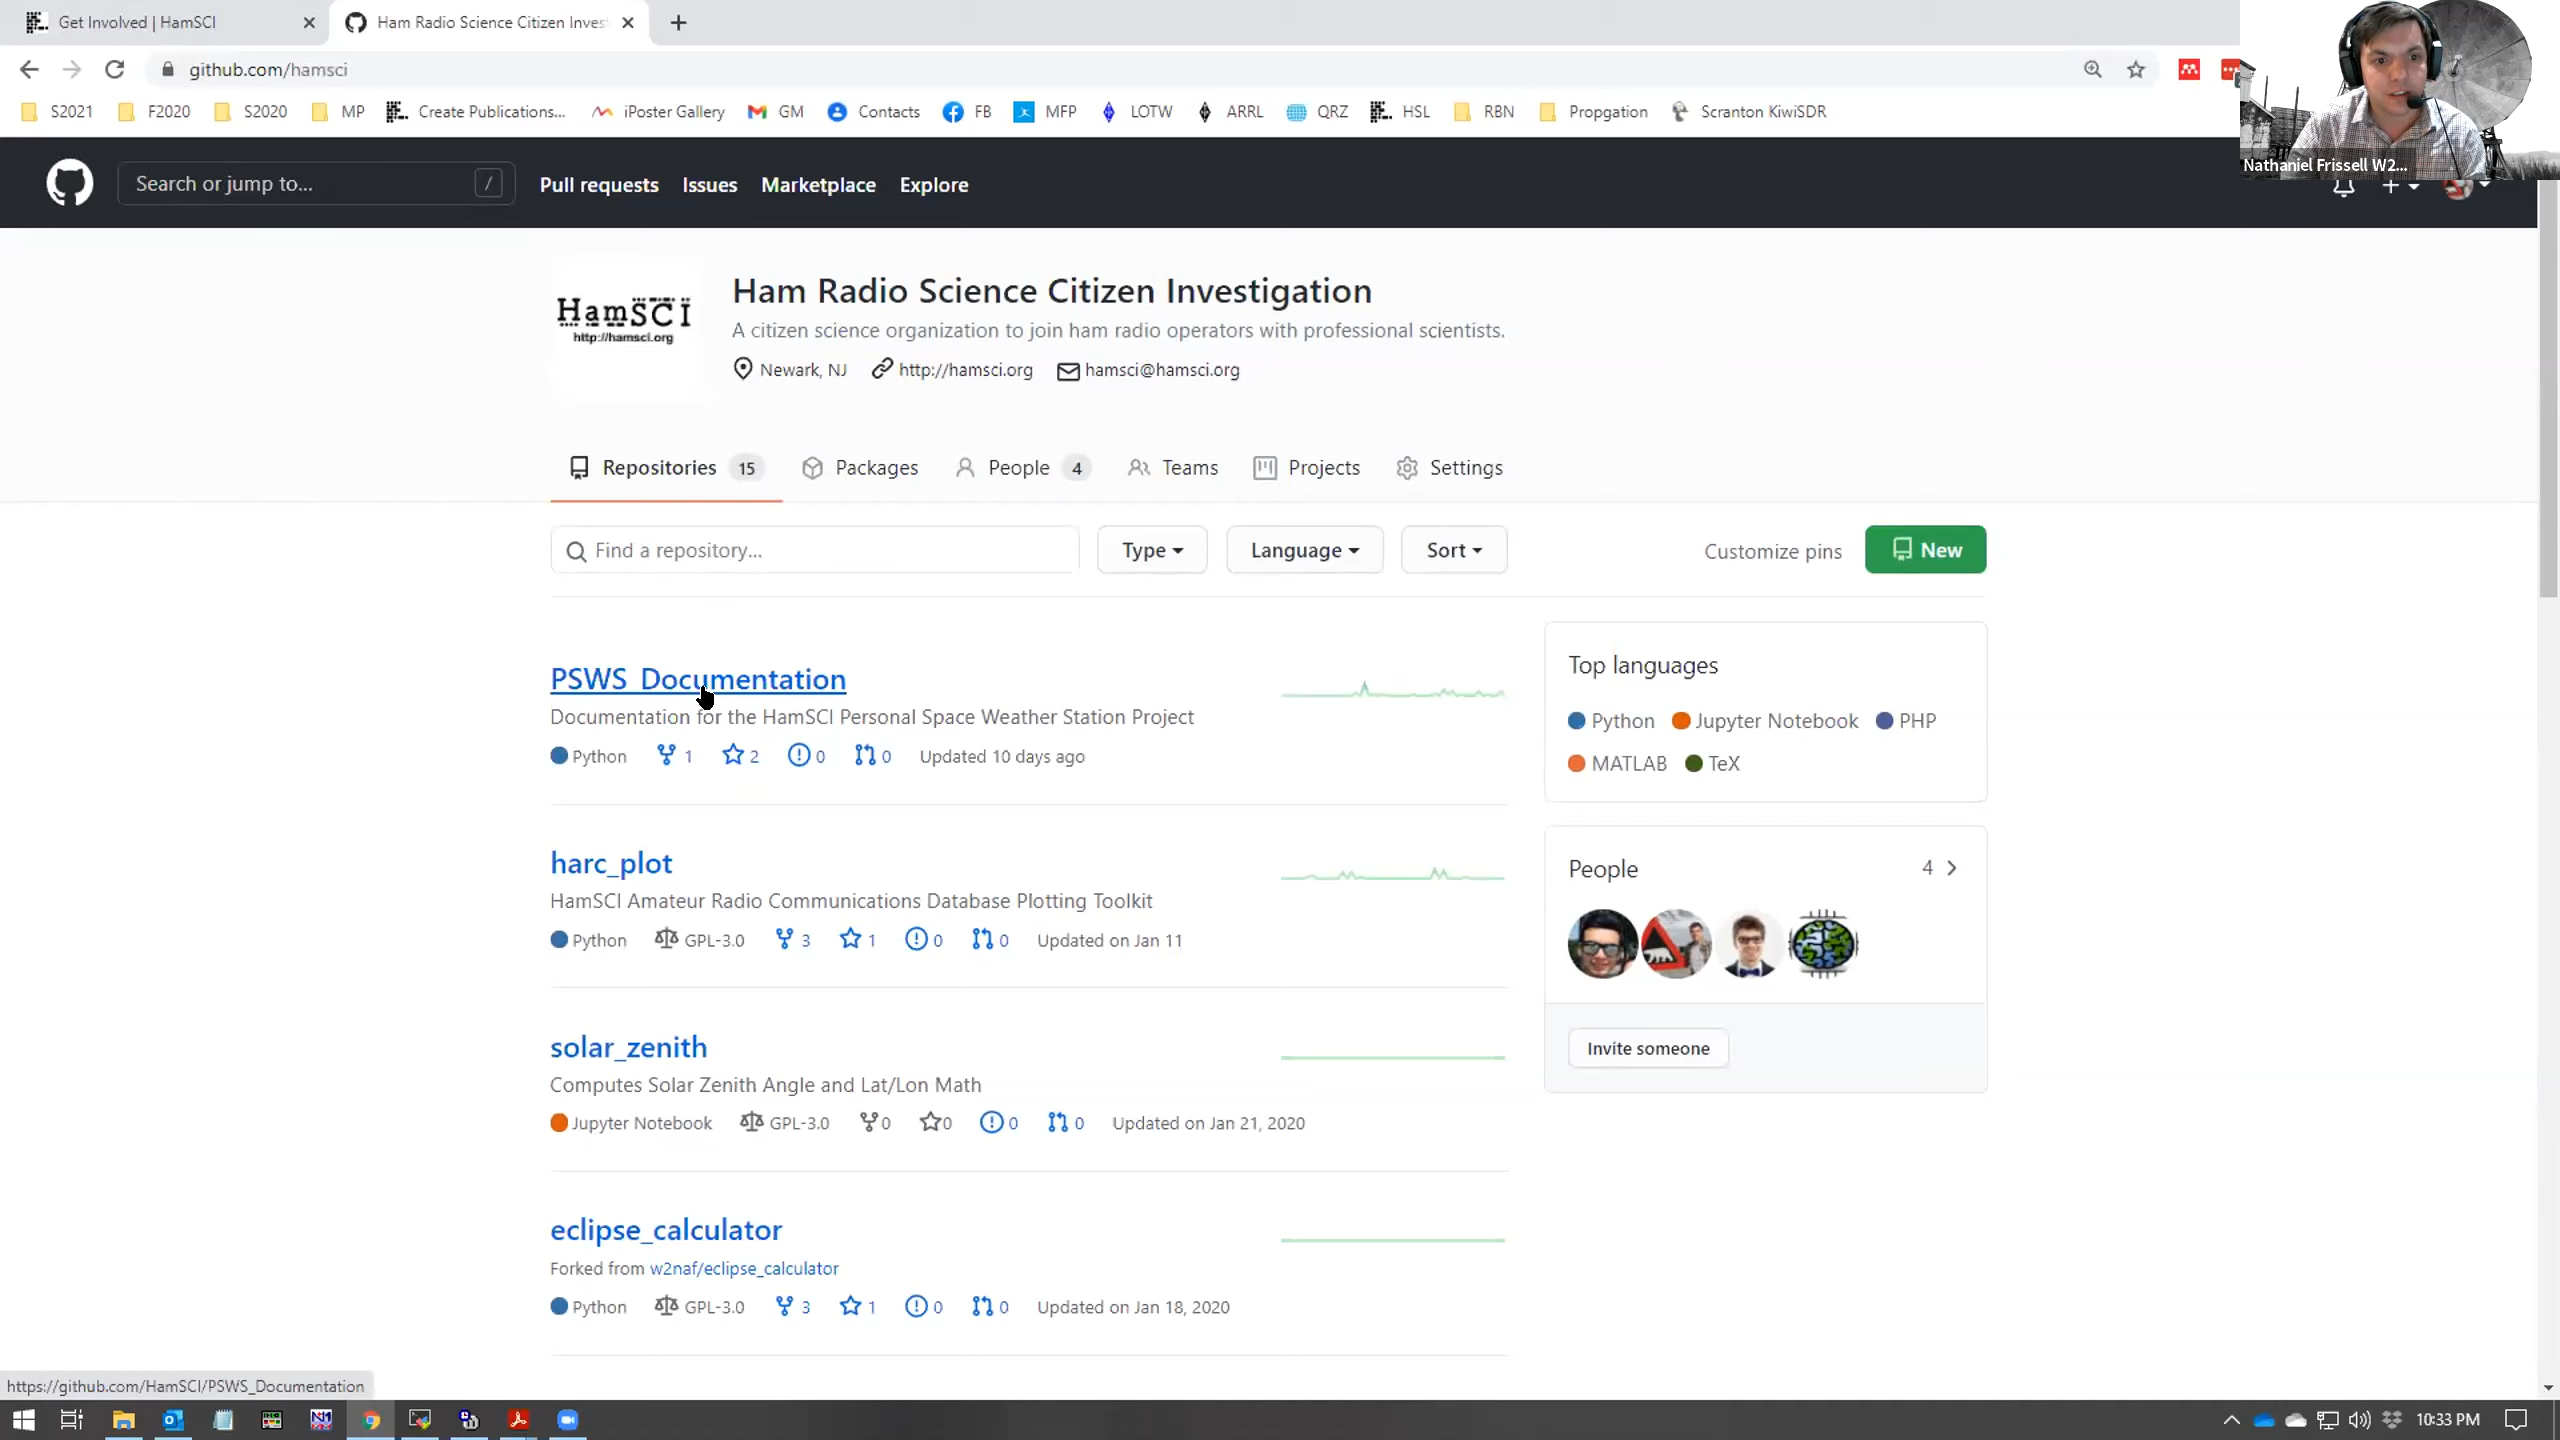 Get Involved | HamSCI
Ham Radio Science Citizen Inves
github.com/hamsci
S2021 F2020 S2020 MP Create Publications... iPoster Gallery GM Contacts FB MFP LOTW ARRL QRZ HSL RBN Propgation Scranton KiwiSDR
Nathaniel Frissell W2...
Search or jump to... / Pull requests Issues Marketplace Explore
HamSCI
http://hamsci.org
Ham Radio Science Citizen Investigation
A citizen science organization to join ham radio operators with professional scientists.
Newark, NJ http://hamsci.org hamsci@hamsci.org
Repositories 15 Packages People 4 Teams Projects Settings
Find a repository... Type Language Sort Customize pins New
PSWS_Documentation
Documentation for the HamSCI Personal Space Weather Station Project
Python 1 2 0 0 Updated 10 days ago
harc_plot
HamSCI Amateur Radio Communications Database Plotting Toolkit
Python GPL-3.0 3 1 0 0 Updated on Jan 11
solar_zenith
Computes Solar Zenith Angle and Lat/Lon Math
Jupyter Notebook GPL-3.0 0 0 0 0 Updated on Jan 21, 2020
eclipse_calculator
Forked from w2naf/eclipse_calculator
Python GPL-3.0 3 1 0 0 Updated on Jan 18, 2020
Top languages
Python Jupyter Notebook PHP
MATLAB TeX
People 4
Invite someone
https://github.com/HamSCI/PSWS_Documentation
10:33 PM